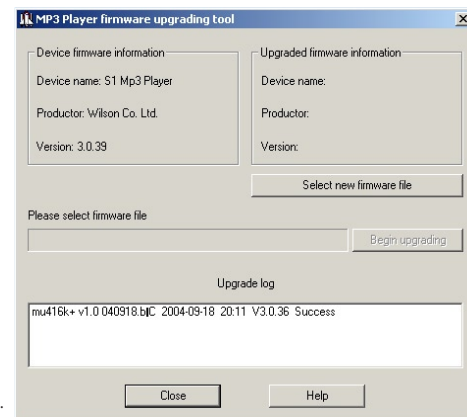 MP3 Player firmware upgrading tool
Device firmware information
Device name: S1 Mp3 Player
Productor: Wilson Co. Ltd.
Version: 3.0.39
Upgraded firmware information
Device name:
Productor:
Version:
Select new firmware file
Please select firmware file
Begin upgrading
Upgrade log
mu416k+ v1.0 040918.bIC 2004-09-18 20:11 V3.0.36 Success
Close
Help
.